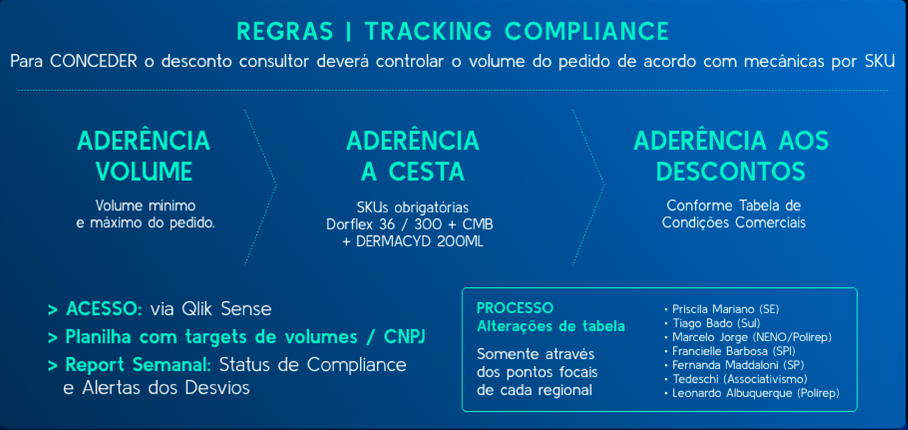 REGRAS | TRACKING COMPLIANCE
Para CONCEDER o desconto consultor deverá controlar o volume do pedido de acordo com mecânicas por SKU
ADERÊNCIA
VOLUME
Volume mínimo
e máximo do pedido.
ADERÊNCIA
A CESTA
SKUs obrigatórias
Dorflex 36 / 300 + CMB
+ DERMACYD 200ML
ADERÊNCIA AOS
DESCONTOS
Conforme Tabela de
Condições Comerciais
> ACESSO: via Qlik Sense
> Planilha com targets de volumes / CNPJ
> Report Semanal: Status de Compliance
e Alertas dos Desvios
PROCESSO
Alterações de tabela
Somente através
dos pontos focais
de cada regional
• Priscila Mariano (SE)
• Tiago Bado (Sul)
• Marcelo Jorge (NENO/Polirep)
• Francielle Barbosa (SPI)
• Fernanda Maddaloni (SP)
• Tedeschi (Associativismo)
• Leonardo Albuquerque (Polirep)